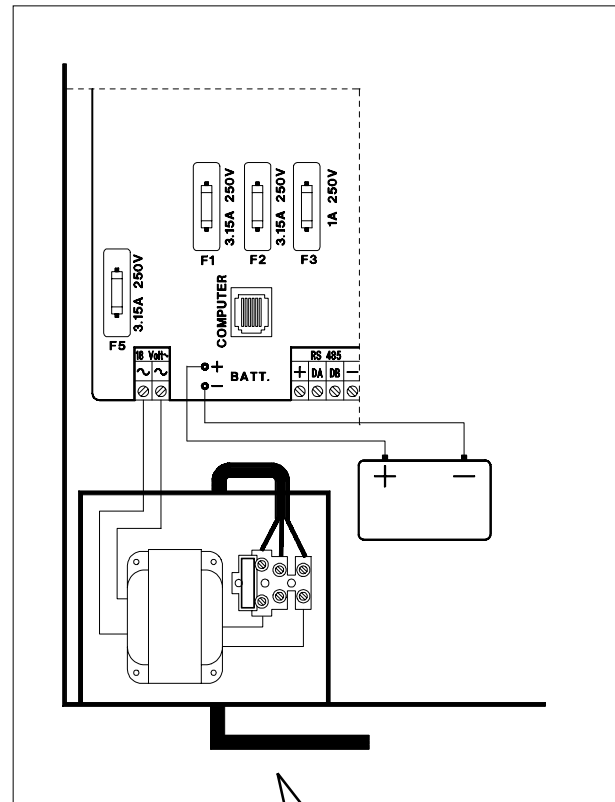 3.15A 250V
3.15A 250V
1A 250V
F1
F2
F3
3.15A 250V
F5
COMPUTER
18 Volt~
~ ~
+
BATT.
−
RS 485
+ DA DB −
+ −